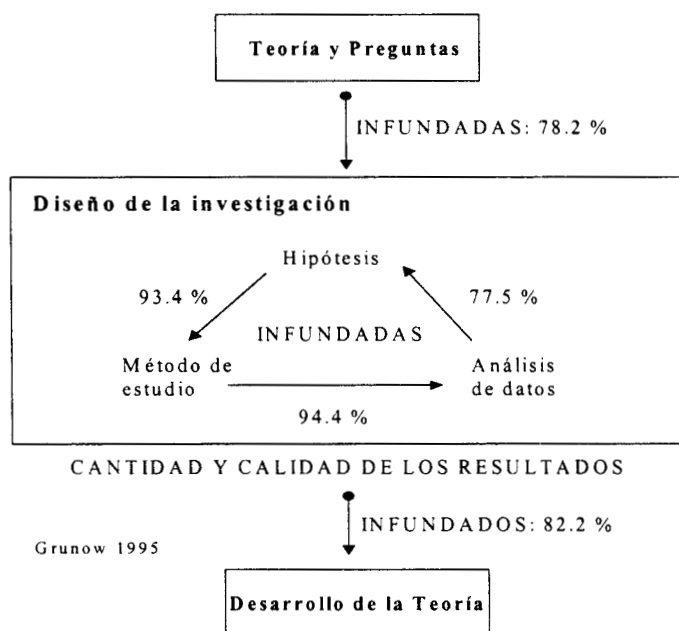 Teoría y Preguntas
INFUNDADAS: 78.2 %
Diseño de la investigación
Hipótesis
93.4 %
77.5 %
INFUNDADAS
Método de
estudio
Análisis
de datos
94.4 %
CANTIDAD Y CALIDAD DE LOS RESULTADOS
INFUNDADOS: 82.2 %
Grunow 1995
Desarrollo de la Teoría